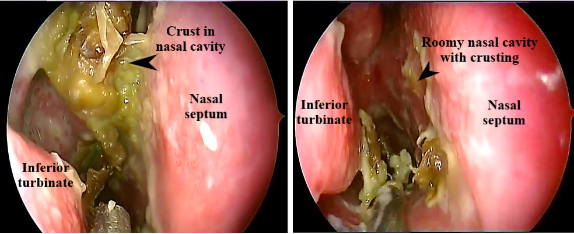 Crust in
nasal cavity
Nasal
septum
Inferior
turbinate
Roomy nasal cavity
with crusting
Inferior
turbinate
Nasal
septum